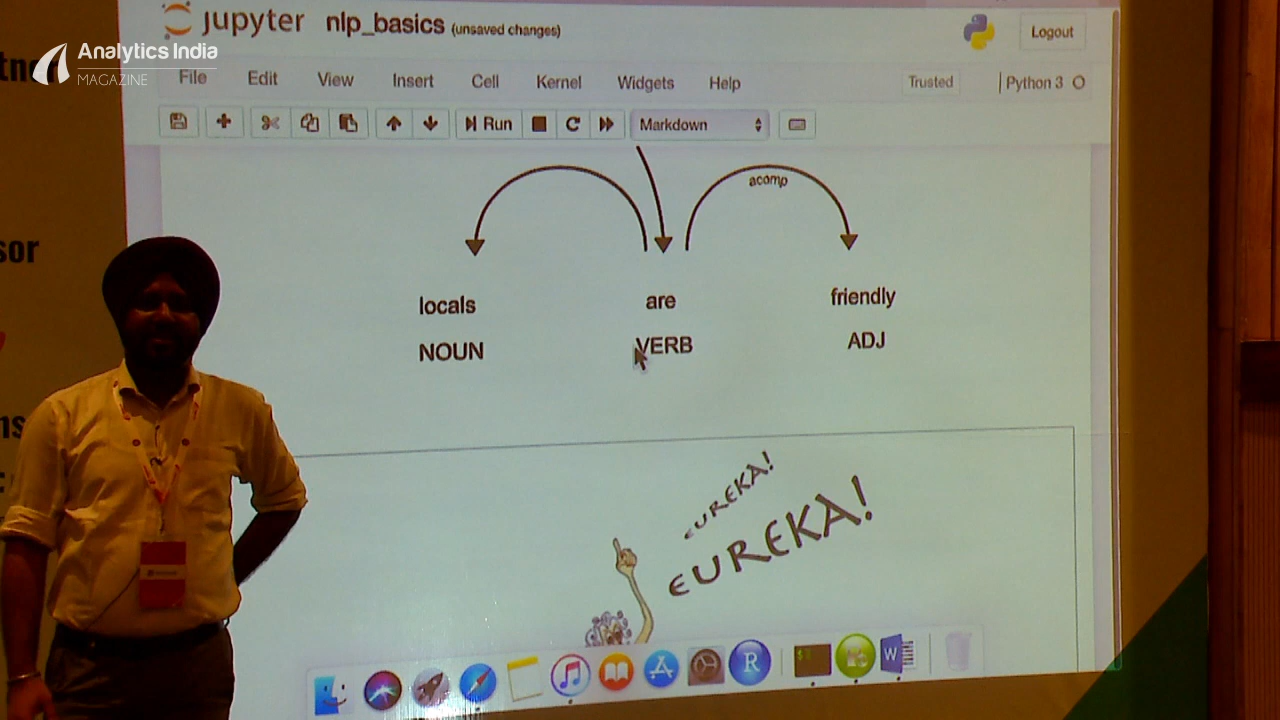 jupyter nlp_basics (unsaved changes)
Logout
Analytics India
MAGAZINE
File Edit View Insert Cell Kernel Widgets Help Trusted Python 3
Run Markdown
acomp
locals are friendly
NOUN VERB ADJ
EUREKA!
EUREKA!
R W